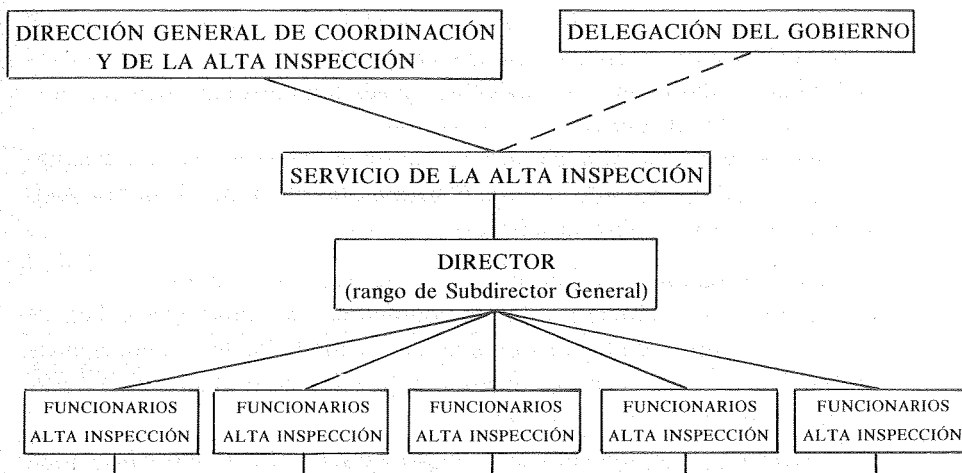 DIRECCIÓN GENERAL DE COORDINACIÓN
Y DE LA ALTA INSPECCIÓN
DELEGACIÓN DEL GOBIERNO
SERVICIO DE LA ALTA INSPECCIÓN
DIRECTOR
(rango de Subdirector General)
FUNCIONARIOS
ALTA INSPECCIÓN
FUNCIONARIOS
ALTA INSPECCIÓN
FUNCIONARIOS
ALTA INSPECCIÓN
FUNCIONARIOS
ALTA INSPECCIÓN
FUNCIONARIOS
ALTA INSPECCIÓN